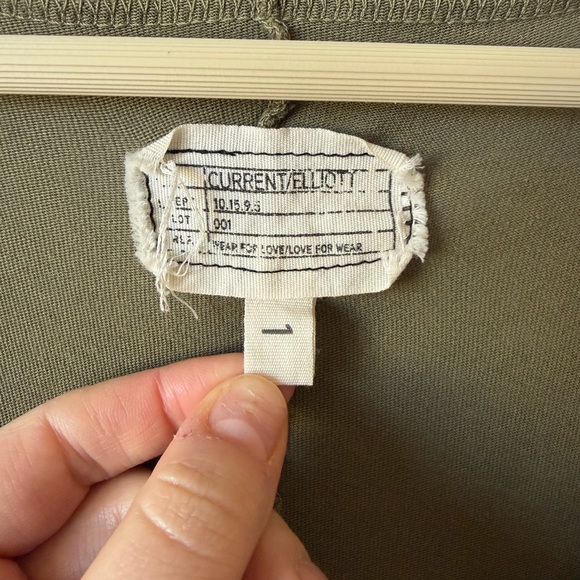 CURRENT/ELLIOTT
10.15.9.5
LOT 001
WEAR FOR LOVE/LOVE FOR WEAR
1